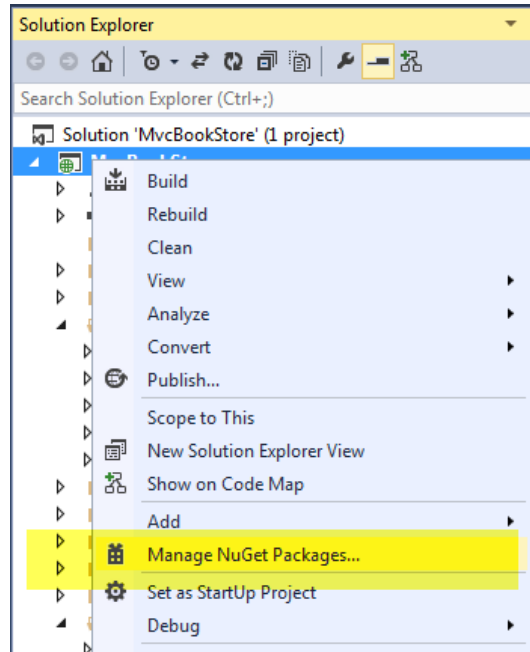 Solution Explorer
Search Solution Explorer (Ctrl+;)
Solution 'MvcBookStore' (1 project)
Build
Rebuild
Clean
View
Analyze
Convert
Publish...
Scope to This
New Solution Explorer View
Show on Code Map
Add
Manage NuGet Packages...
Set as StartUp Project
Debug